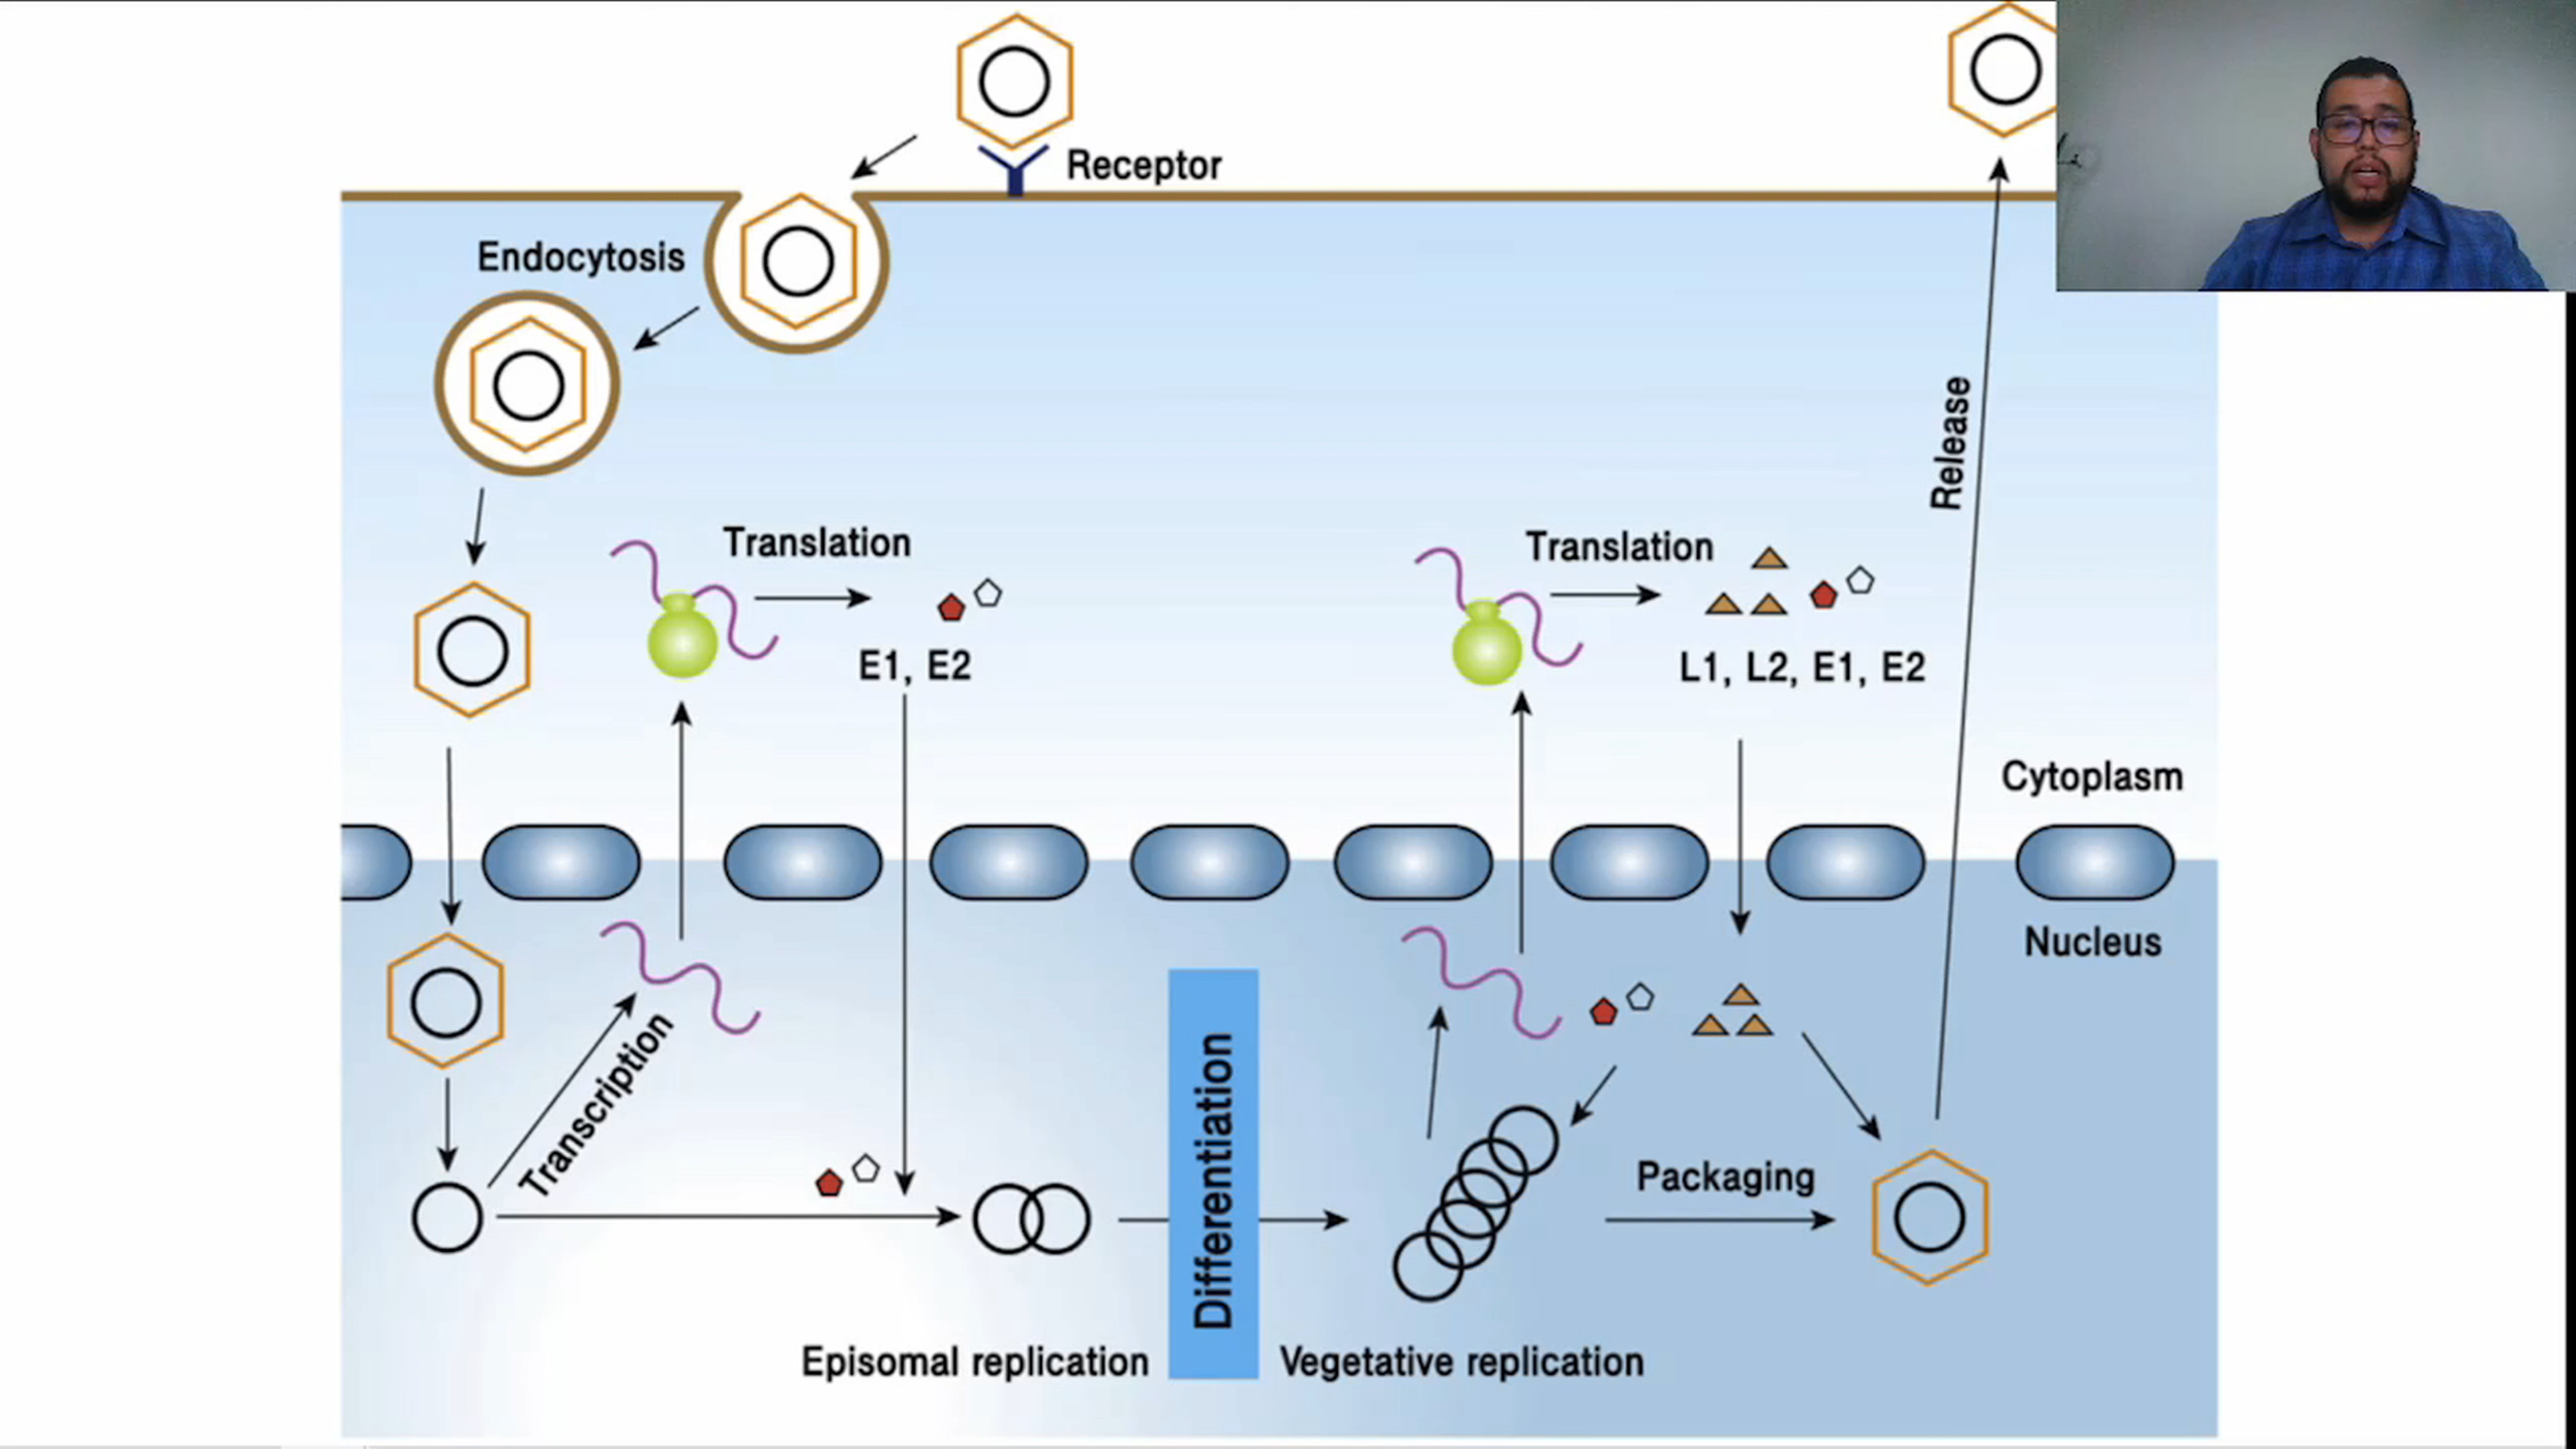 Receptor
Endocytosis
Release
Translation
E1, E2
Translation
L1, L2, E1, E2
Cytoplasm
Nucleus
Transcription
Differentiation
Packaging
Episomal replication
Vegetative replication